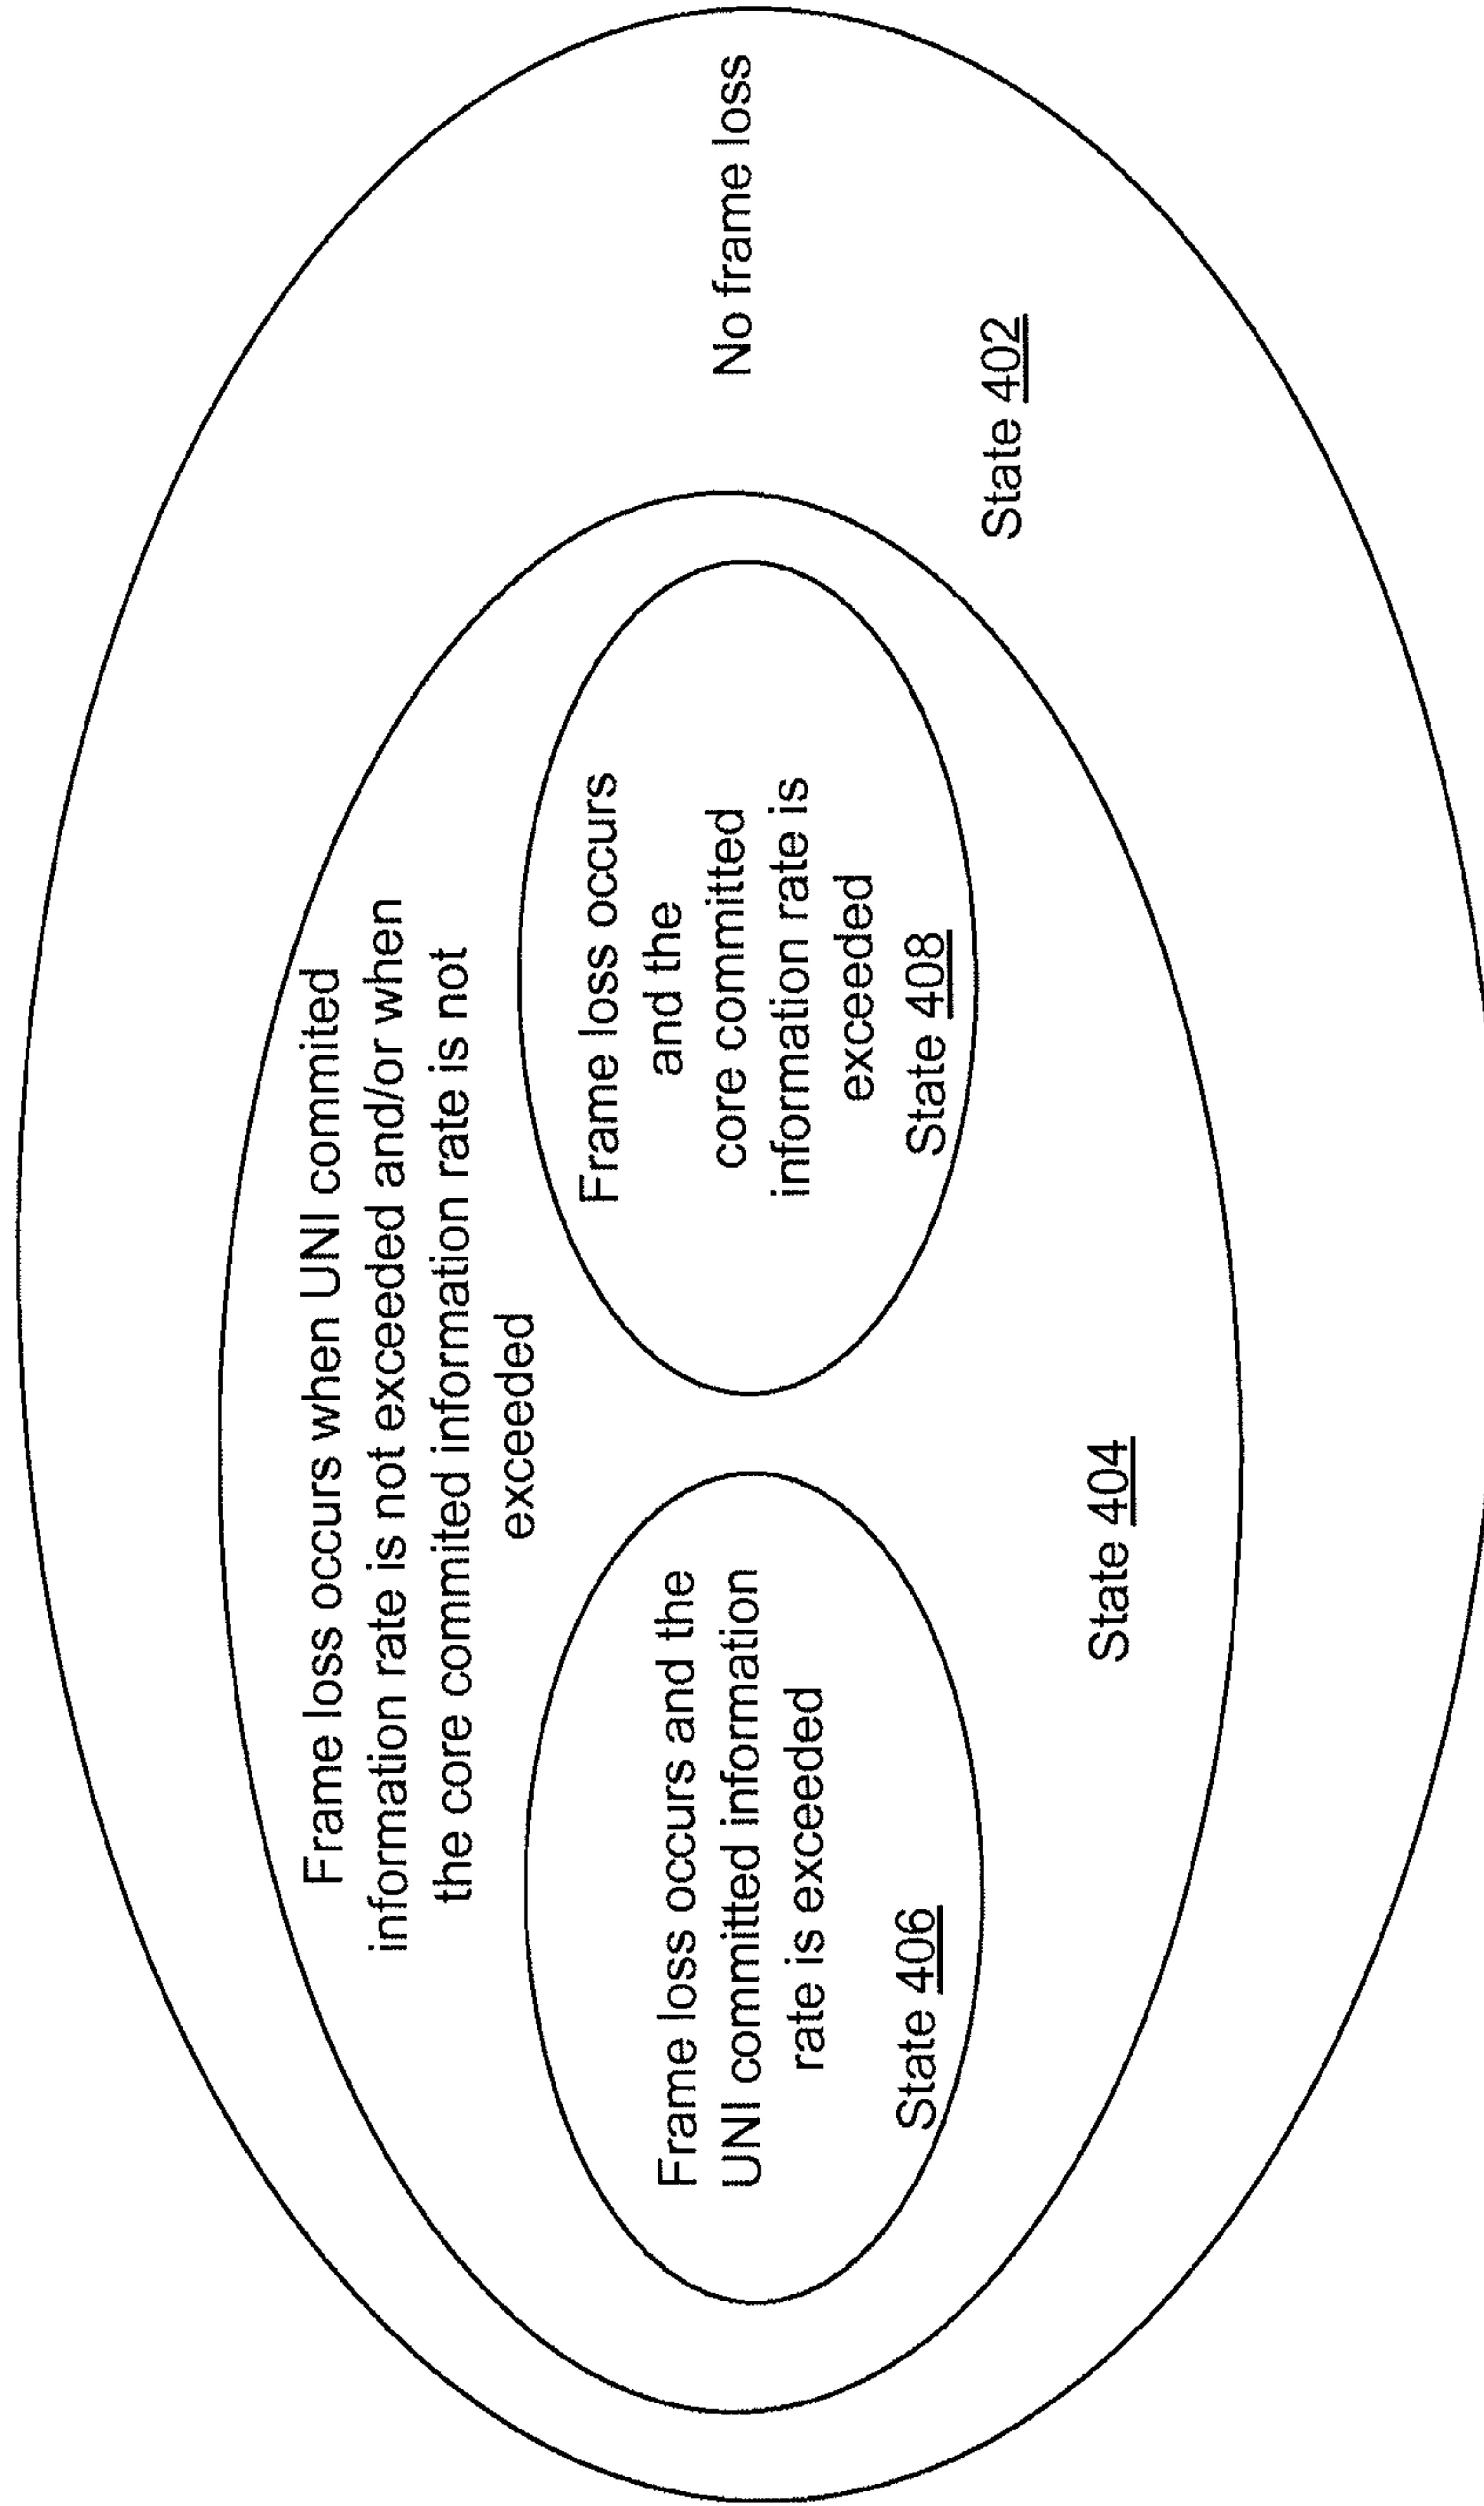 Frame loss occurs when UNI commited
information rate is not exceeded and/or when
the core commited information rate is not
exceeded
Frame loss occurs and the
UNI committed information
rate is exceeded
State 406
Frame loss occurs
and the
core committed
information rate is
exceeded
State 408
No frame loss
State 402
State 404